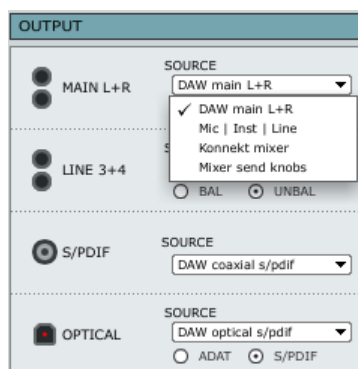 OUTPUT
SOURCE
MAIN L+R
DAW main L+R
✓ DAW main L+R
Mic | Inst | Line
Konnekt mixer
Mixer send knobs
S
LINE 3+4
BAL
UNBAL
SOURCE
S/PDIF
DAW coaxial s/pdif
SOURCE
OPTICAL
DAW optical s/pdif
ADAT
S/PDIF